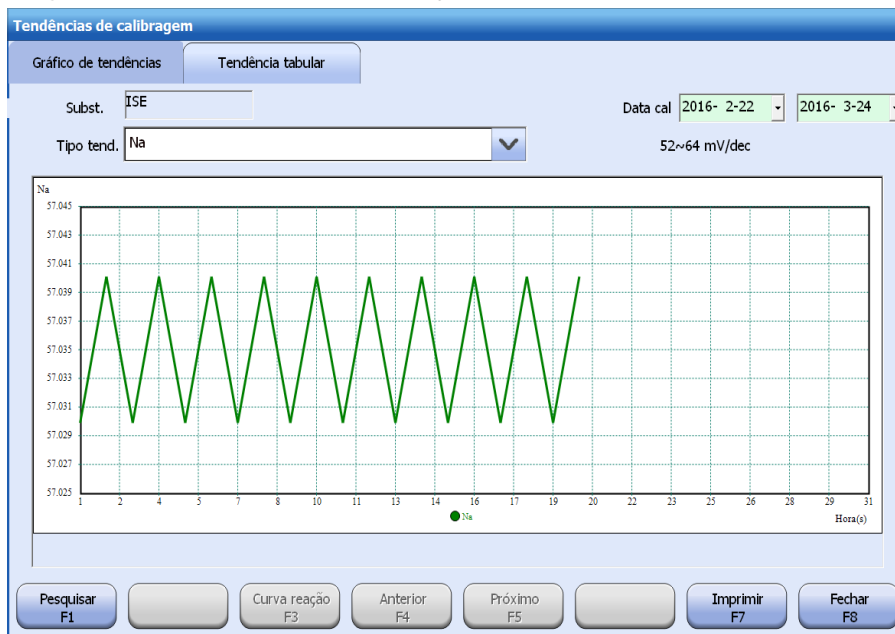 Tendências de calibragem
Gráfico de tendências Tendência tabular
Subst. ISE Data cal 2016- 2-22 2016- 3-24
Tipo tend. Na 52~64 mV/dec
Na
57.045
57.043
57.041
57.039
57.037
57.035
57.033
57.031
57.029
57.027
57.025
1 2 4 5 7 8 10 11 13 14 16 17 19 20 22 23 25 26 28 29 31
Na Hora(s)
Pesquisar Curva reação Anterior Próximo Imprimir Fechar
F1 F3 F4 F5 F7 F8